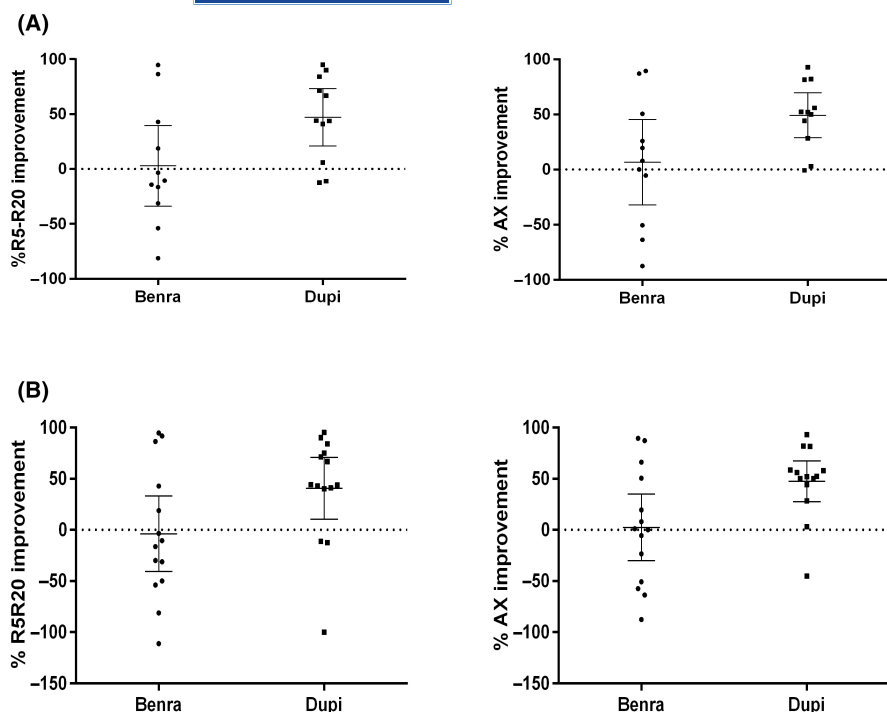 (A)
%R5-R20 improvement
100
50
0
−50
−100
Benra
Dupi
% AX improvement
100
50
0
−50
−100
Benra
Dupi
(B)
% R5R20 improvement
100
50
0
−50
−100
−150
Benra
Dupi
% AX improvement
100
50
0
−50
−100
−150
Benra
Dupi